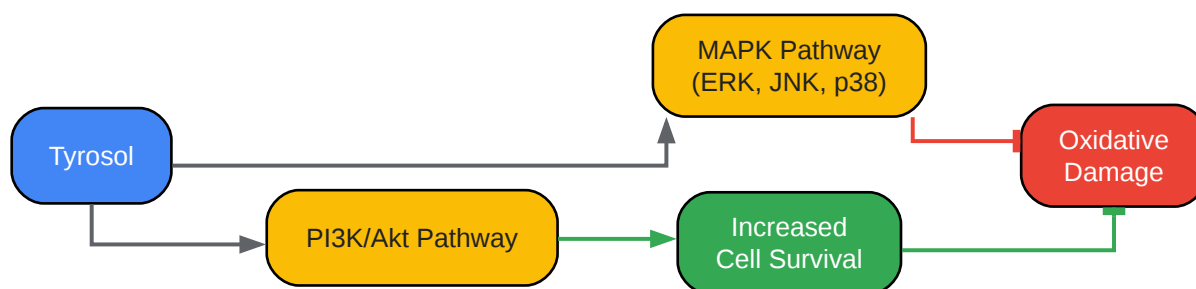 MAPK Pathway
(ERK, JNK, p38)
Tyrosol
Oxidative
Damage
PI3K/Akt Pathway
Increased
Cell Survival